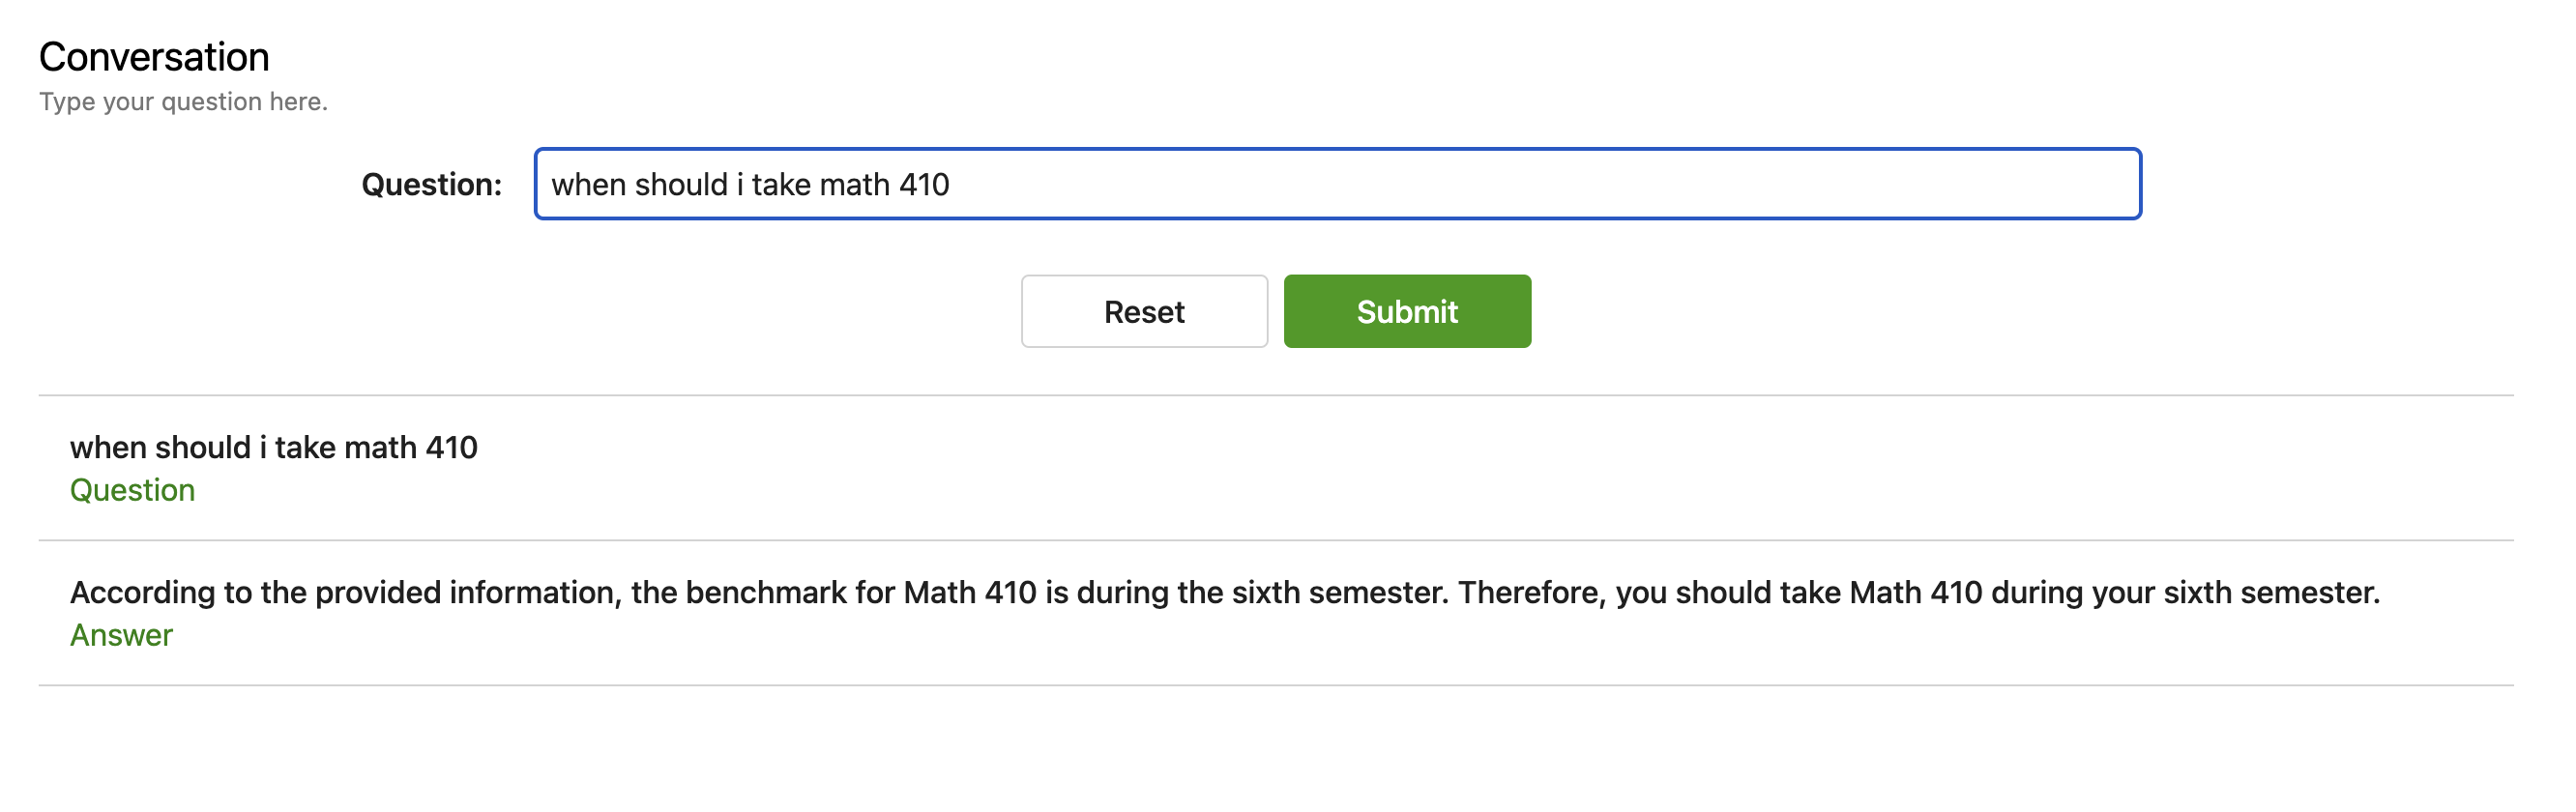 Conversation
Type your question here.
Question: when should i take math 410
Reset Submit
when should i take math 410
Question
According to the provided information, the benchmark for Math 410 is during the sixth semester. Therefore, you should take Math 410 during your sixth semester.
Answer